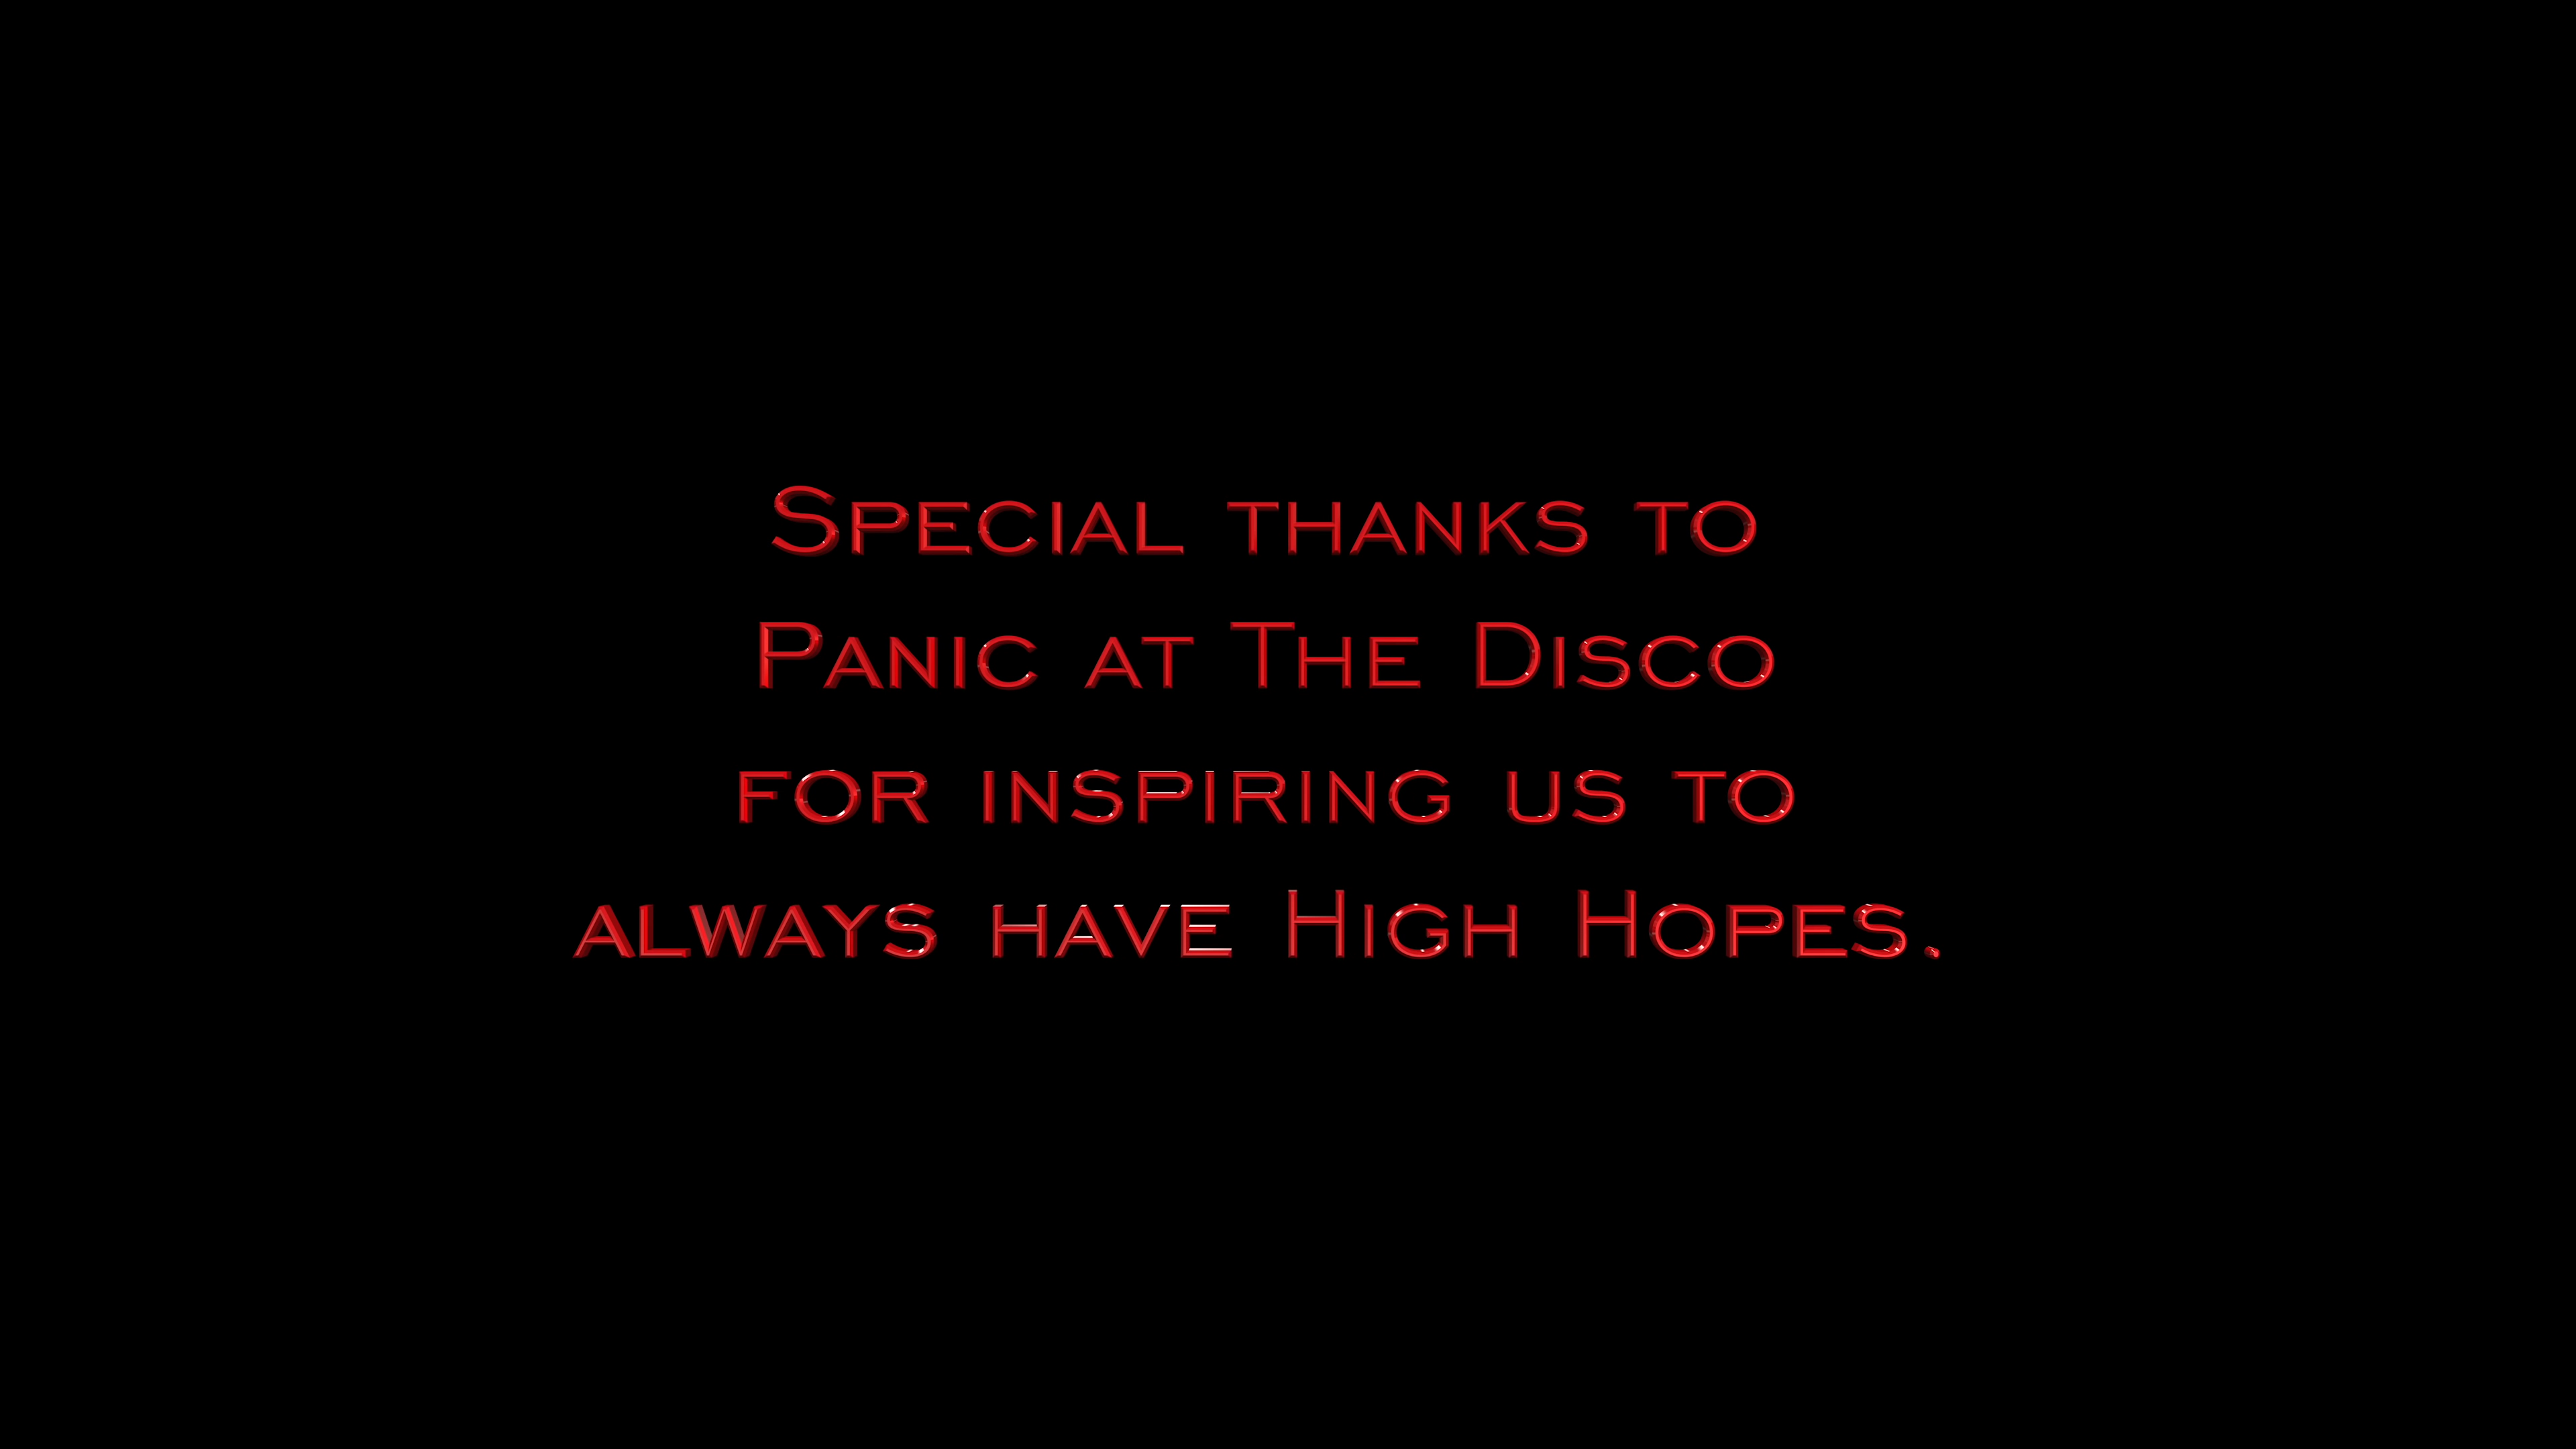 Special thanks to
Panic at The Disco
for inspiring us to
always have High Hopes.